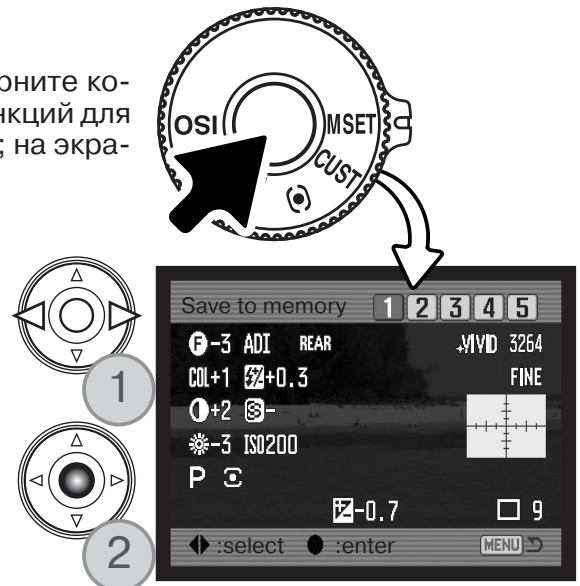 рните ко-
нкций для
; на экра-
OSI MSET
CUST
Save to memory 1 2 3 4 5
F-3 ADI REAR VIVID 3264
COL+1 +0.3 FINE
+2 S-
-3 ISO200
P
-0.7 9
:select :enter MENU
1
2